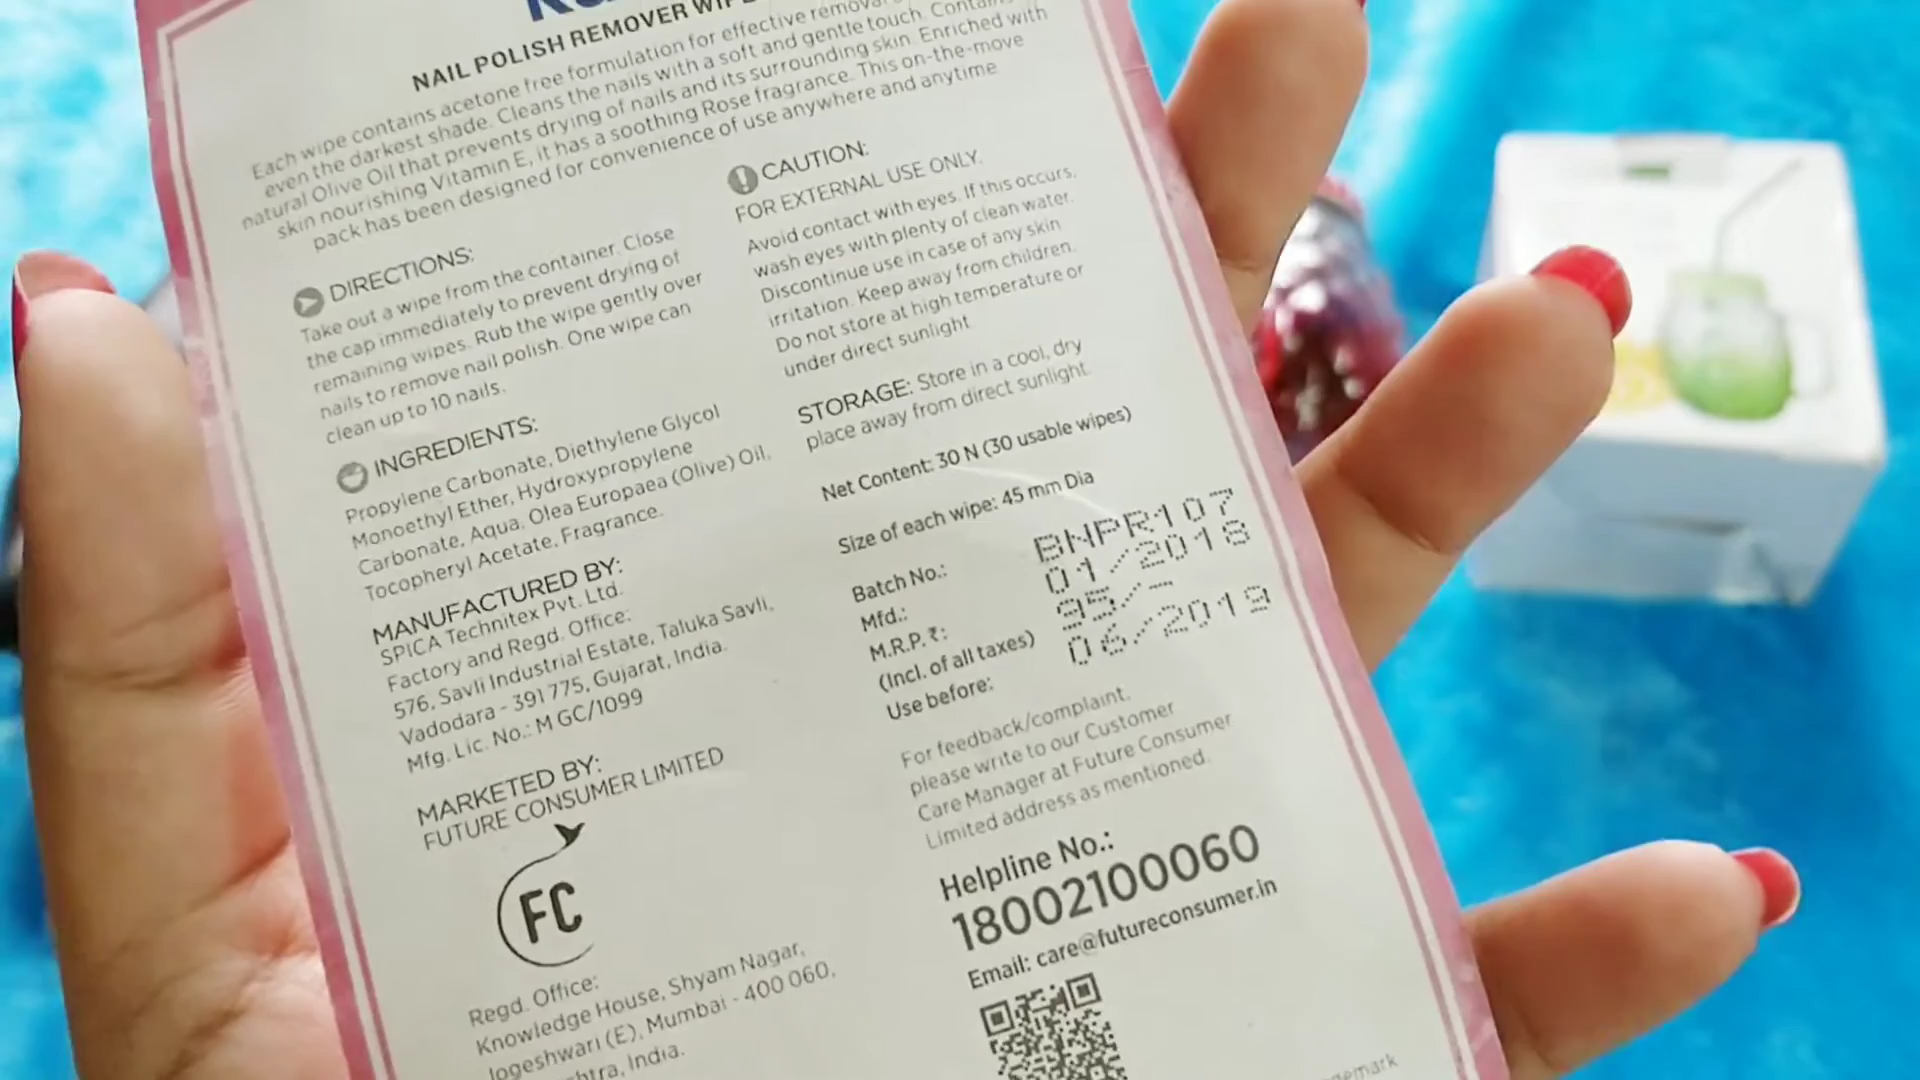 NAIL POLISH REMOVER
Each wipe contains acetone free formulation for effective
even the darkest shade. Cleans the nails with a soft and gentle touch.
natural Olive Oil that prevents drying of nails and its surrounding skin. Enriched with
skin nourishing Vitamin E, it has a soothing Rose fragrance. This on-the-move
pack has been designed for convenience of use anywhere and anytime
DIRECTIONS:
Take out a wipe from the container. Close
the cap immediately to prevent drying of
remaining wipes. Rub the wipe gently over
nails to remove nail polish. One wipe can
clean up to 10 nails.
INGREDIENTS:
Propylene Carbonate, Diethylene Glycol
Monoethyl Ether, Hydroxypropylene
Carbonate, Aqua, Olea Europaea (Olive) Oil,
Tocopheryl Acetate, Fragrance.
MANUFACTURED BY:
SPICA Technitex Pvt. Ltd.
Factory and Regd. Office:
576, Savli Industrial Estate, Taluka Savli,
Vadodara - 391 775, Gujarat, India.
Mfg. Lic. No.: M GC/1099
MARKETED BY:
FUTURE CONSUMER LIMITED
FC
Regd. Office:
Knowledge House, Shyam Nagar,
Jogeshwari (E), Mumbai - 400 060,
India.
CAUTION:
FOR EXTERNAL USE ONLY.
Avoid contact with eyes. If this occurs,
wash eyes with plenty of clean water.
Discontinue use in case of any skin
irritation. Keep away from children.
Do not store at high temperature or
under direct sunlight
STORAGE: Store in a cool, dry
place away from direct sunlight.
Net Content: 30 N (30 usable wipes)
Size of each wipe: 45 mm Dia
Batch No.: BNPR107
Mfd.: 01/2018
M.R.P. ₹: 95/-
(Incl. of all taxes)
Use before: 06/2019
For feedback/complaint,
please write to our Customer
Care Manager at Future Consumer
Limited address as mentioned.
Helpline No.:
18002100060
Email: care@futureconsumer.in